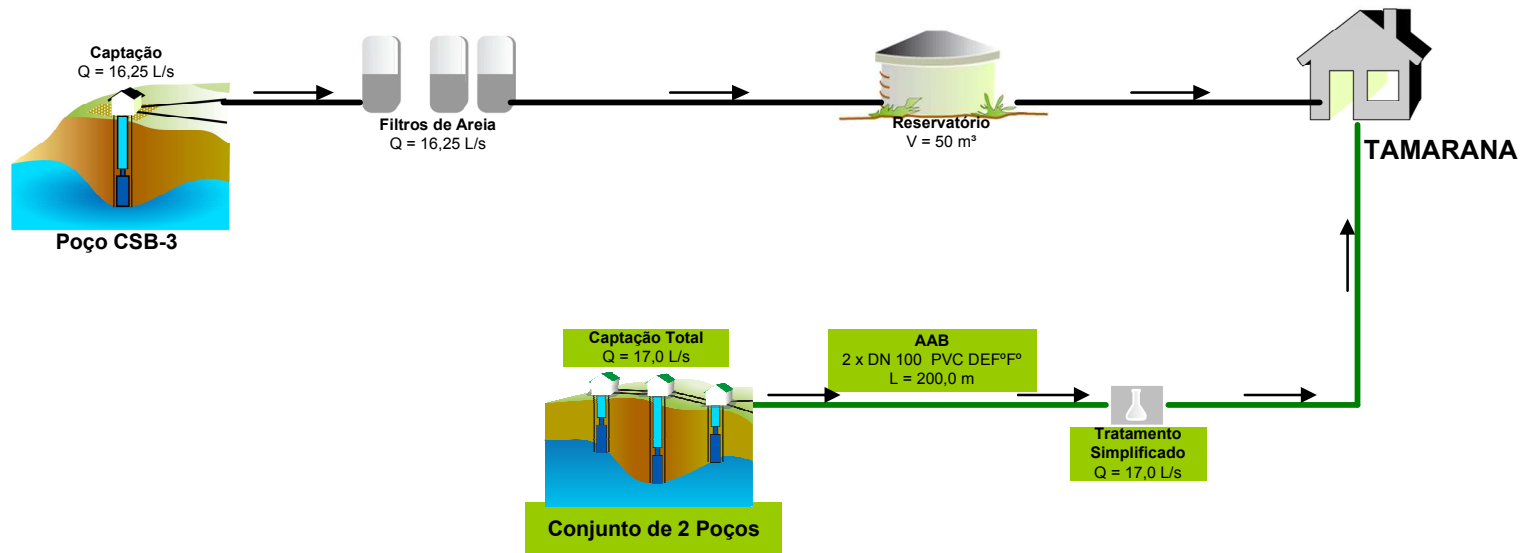 Captação
Q = 16,25 L/s
Poço CSB-3
Filtros de Areia
Q = 16,25 L/s
Reservatório
V = 50 m³
TAMARANA
Captação Total
Q = 17,0 L/s
Conjunto de 2 Poços
AAB
2 x DN 100 PVC DEFºFº
L = 200,0 m
Tratamento
Simplificado
Q = 17,0 L/s